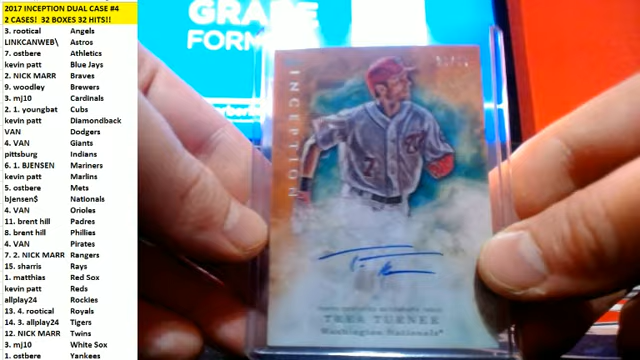 2017 INCEPTION DUAL CASE #4
2 CASES! 32 BOXES 32 HITS!!
3. rootical Angels
LINKCANWEB\ Astros
7. ostbere Athletics
kevin patt Blue Jays
2. NICK MARR Braves
9. woodley Brewers
3. mj10 Cardinals
2. 1. youngbat Cubs
kevin patt Diamondback
VAN Dodgers
4. VAN Giants
pittsburg Indians
6. 1. BJENSEN Mariners
kevin patt Marlins
5. ostbere Mets
bjensen$ Nationals
4. VAN Orioles
11. brent hill Padres
8. brent hill Phillies
4. VAN Pirates
7. 2. NICK MARR Rangers
15. sharris Rays
1. matthias Red Sox
kevin patt Reds
allplay24 Rockies
13. 4. rootical Royals
14. 3. allplay24 Tigers
12. NICK MARR Twins
3. mj10 White Sox
1. ostbere Yankees
GRADE
FORM
INCEPTION
TREA TURNER
Washington Nationals®